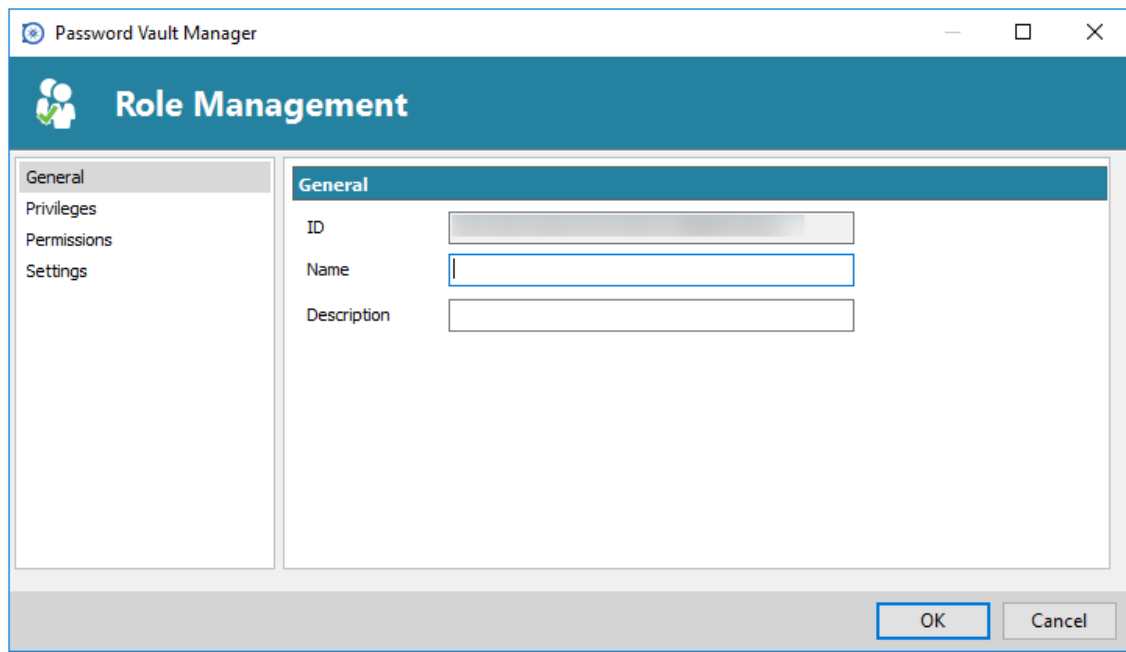 Password Vault Manager
Role Management
General
Privileges
Permissions
Settings
General
ID
Name
Description
OK
Cancel